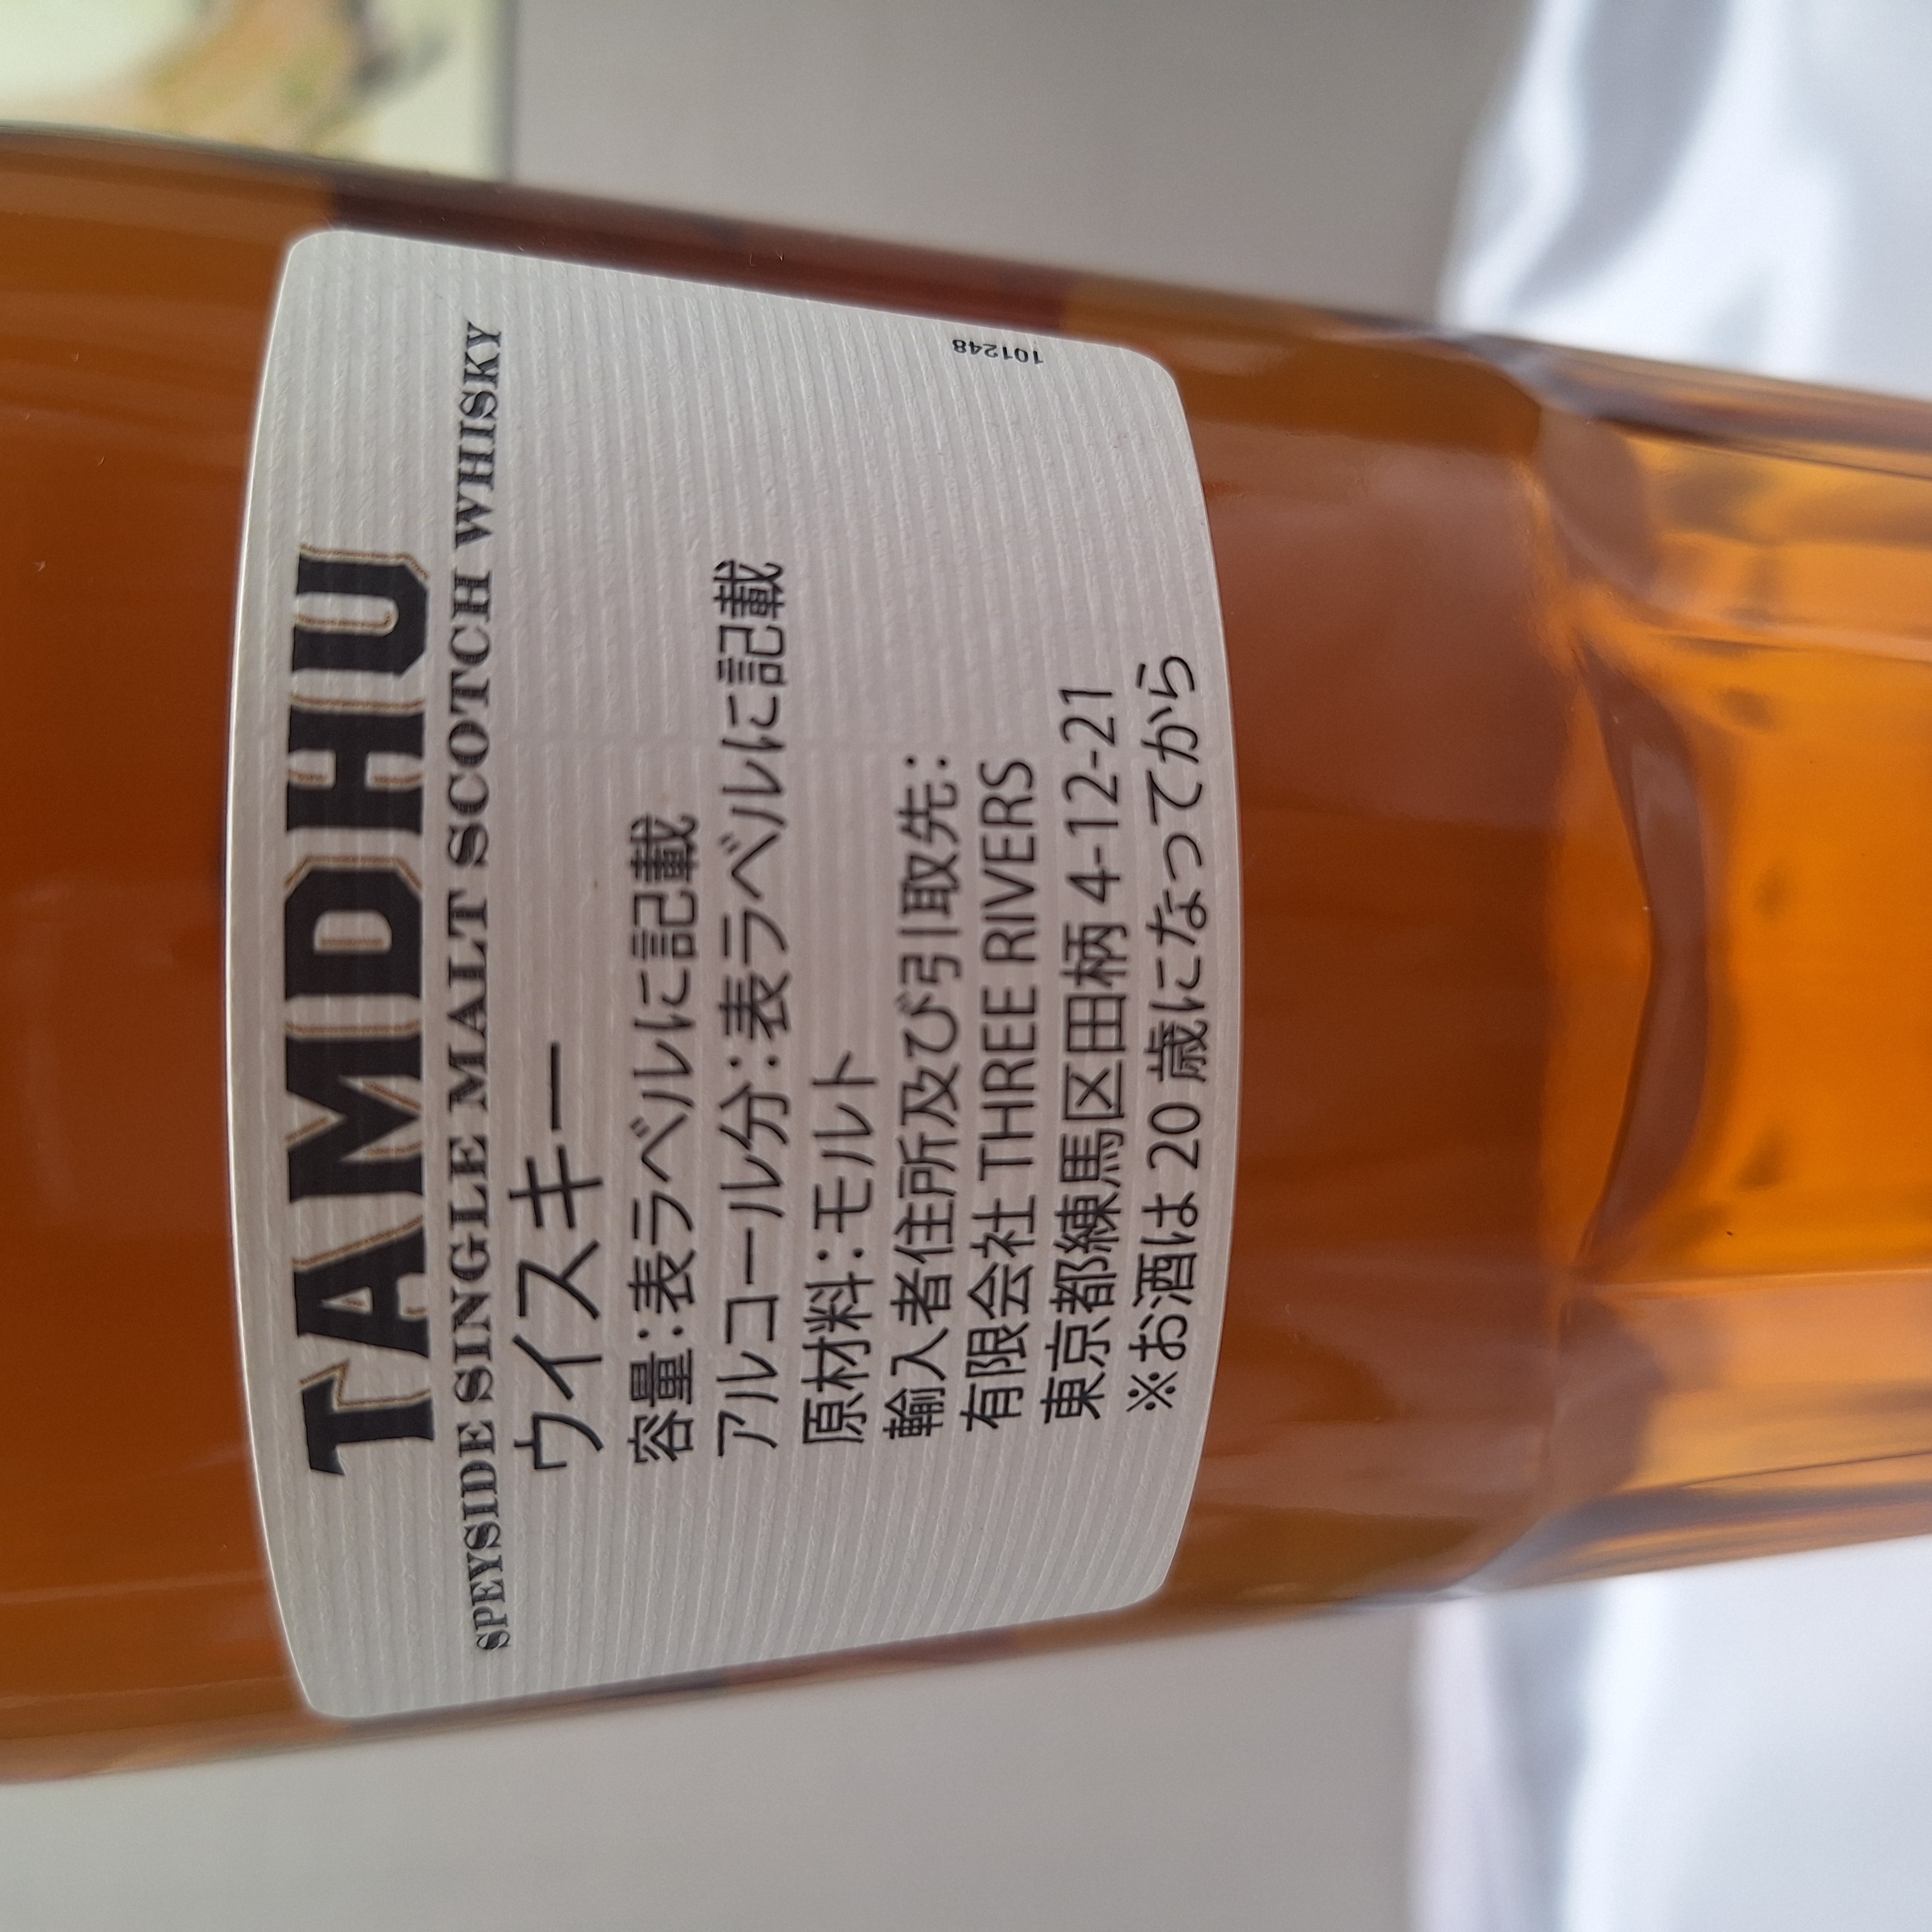 TAMDHU
SPEYSIDE SINGLE MALT SCOTCH WHISKY
ウイスキー
容量:表ラベルに記載
アルコール分:表ラベルに記載
原材料:モルト
輸入者住所及び引取先:
有限会社 THREE RIVERS
東京都練馬区田柄 4-12-21
※お酒は 20 歳になってから
101248